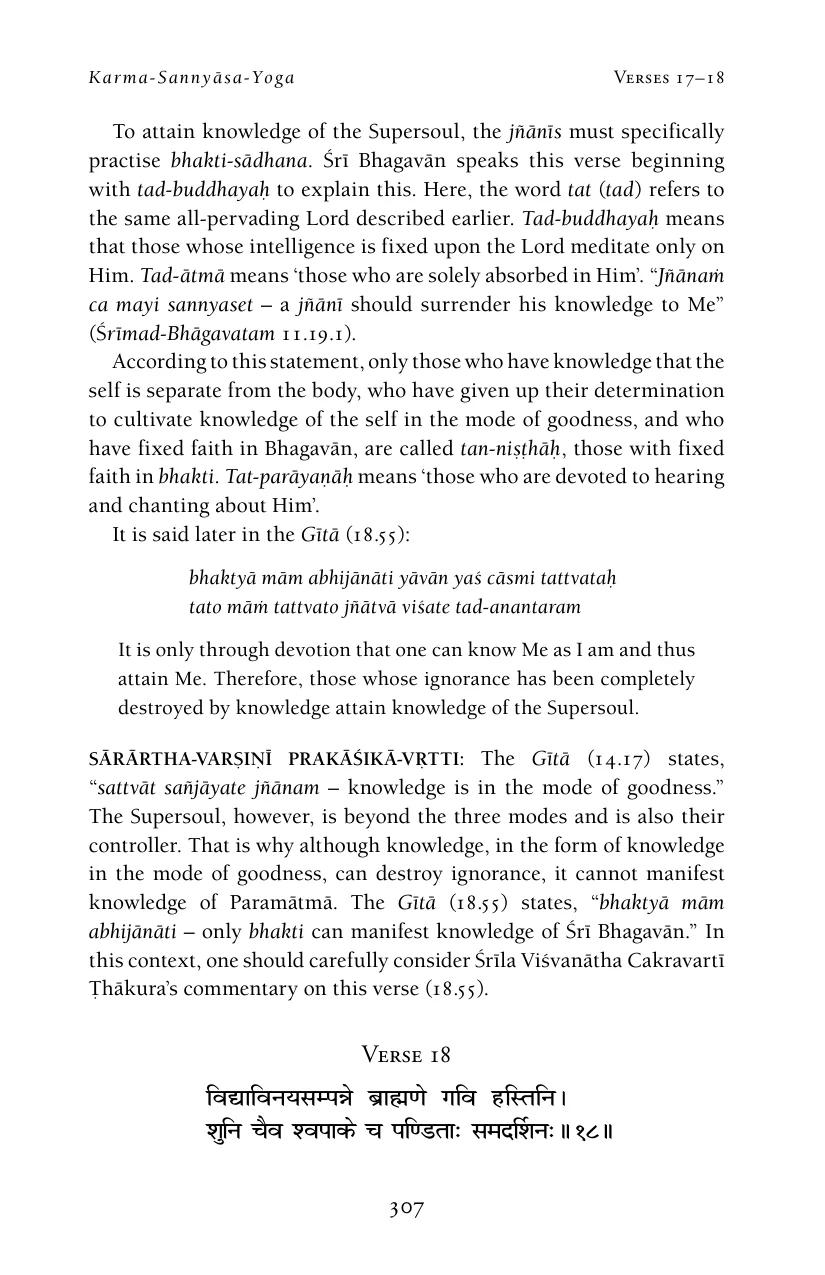 Karma-Sannyāsa-Yoga VERSES 17–18
To attain knowledge of the Supersoul, the jñānīs must specifically
practise bhakti-sādhana. Śrī Bhagavān speaks this verse beginning
with tad-buddhayaḥ to explain this. Here, the word tat (tad) refers to
the same all-pervading Lord described earlier. Tad-buddhayaḥ means
that those whose intelligence is fixed upon the Lord meditate only on
Him. Tad-ātmā means ‘those who are solely absorbed in Him’. “Jñānaṁ
ca mayi sannyaset – a jñānī should surrender his knowledge to Me”
(Śrīmad-Bhāgavatam 11.19.1).
According to this statement, only those who have knowledge that the
self is separate from the body, who have given up their determination
to cultivate knowledge of the self in the mode of goodness, and who
have fixed faith in Bhagavān, are called tan-niṣṭhāḥ, those with fixed
faith in bhakti. Tat-parāyaṇāḥ means ‘those who are devoted to hearing
and chanting about Him’.
It is said later in the Gītā (18.55):
bhaktyā mām abhijānāti yāvān yaś cāsmi tattvataḥ
tato māṁ tattvato jñātvā viśate tad-anantaram
It is only through devotion that one can know Me as I am and thus
attain Me. Therefore, those whose ignorance has been completely
destroyed by knowledge attain knowledge of the Supersoul.
SĀRĀRTHA-VARṢIṆĪ PRAKĀŚIKĀ-VṚTTI: The Gītā (14.17) states,
“sattvāt sañjāyate jñānam – knowledge is in the mode of goodness.”
The Supersoul, however, is beyond the three modes and is also their
controller. That is why although knowledge, in the form of knowledge
in the mode of goodness, can destroy ignorance, it cannot manifest
knowledge of Paramātmā. The Gītā (18.55) states, “bhaktyā mām
abhijānāti – only bhakti can manifest knowledge of Śrī Bhagavān.” In
this context, one should carefully consider Śrīla Viśvanātha Cakravartī
Ṭhākura’s commentary on this verse (18.55).
VERSE 18
विद्याविनयसम्पन्ने ब्राह्मणे गवि हस्तिनि।
शुनि चैव श्वपाके च पण्डिताः समदर्शिनः॥१८॥
307